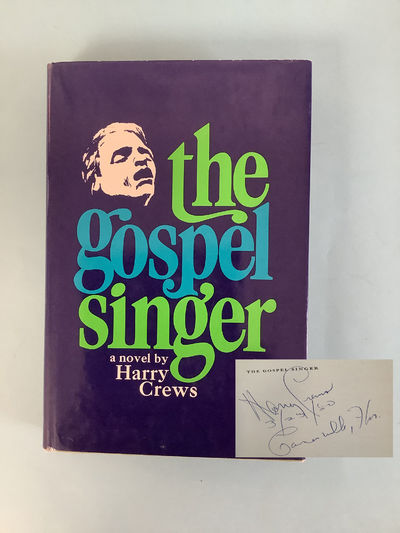 the
gospel
singer
a novel by
Harry
Crews
THE GOSPEL SINGER
Harry Crews
Gainesville, Fla.